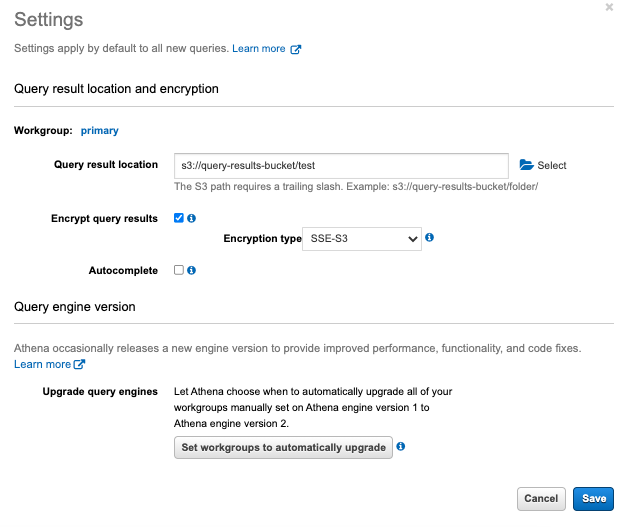 Settings
Settings apply by default to all new queries. Learn more
Query result location and encryption
Workgroup: primary
Query result location s3://query-results-bucket/test Select
The S3 path requires a trailing slash. Example: s3://query-results-bucket/folder/
Encrypt query results
Encryption type SSE-S3
Autocomplete
Query engine version
Athena occasionally releases a new engine version to provide improved performance, functionality, and code fixes.
Learn more
Upgrade query engines Let Athena choose when to automatically upgrade all of your
workgroups manually set on Athena engine version 1 to
Athena engine version 2.
Set workgroups to automatically upgrade
Cancel Save